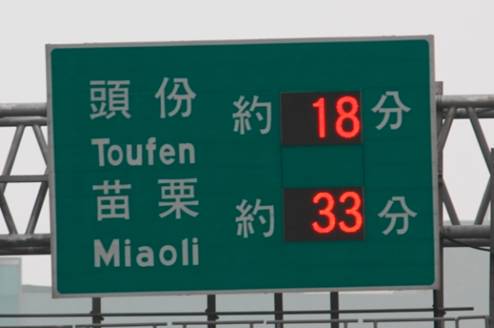 頭份 約 18 分
Toufen
苗栗 約 33 分
Miaoli